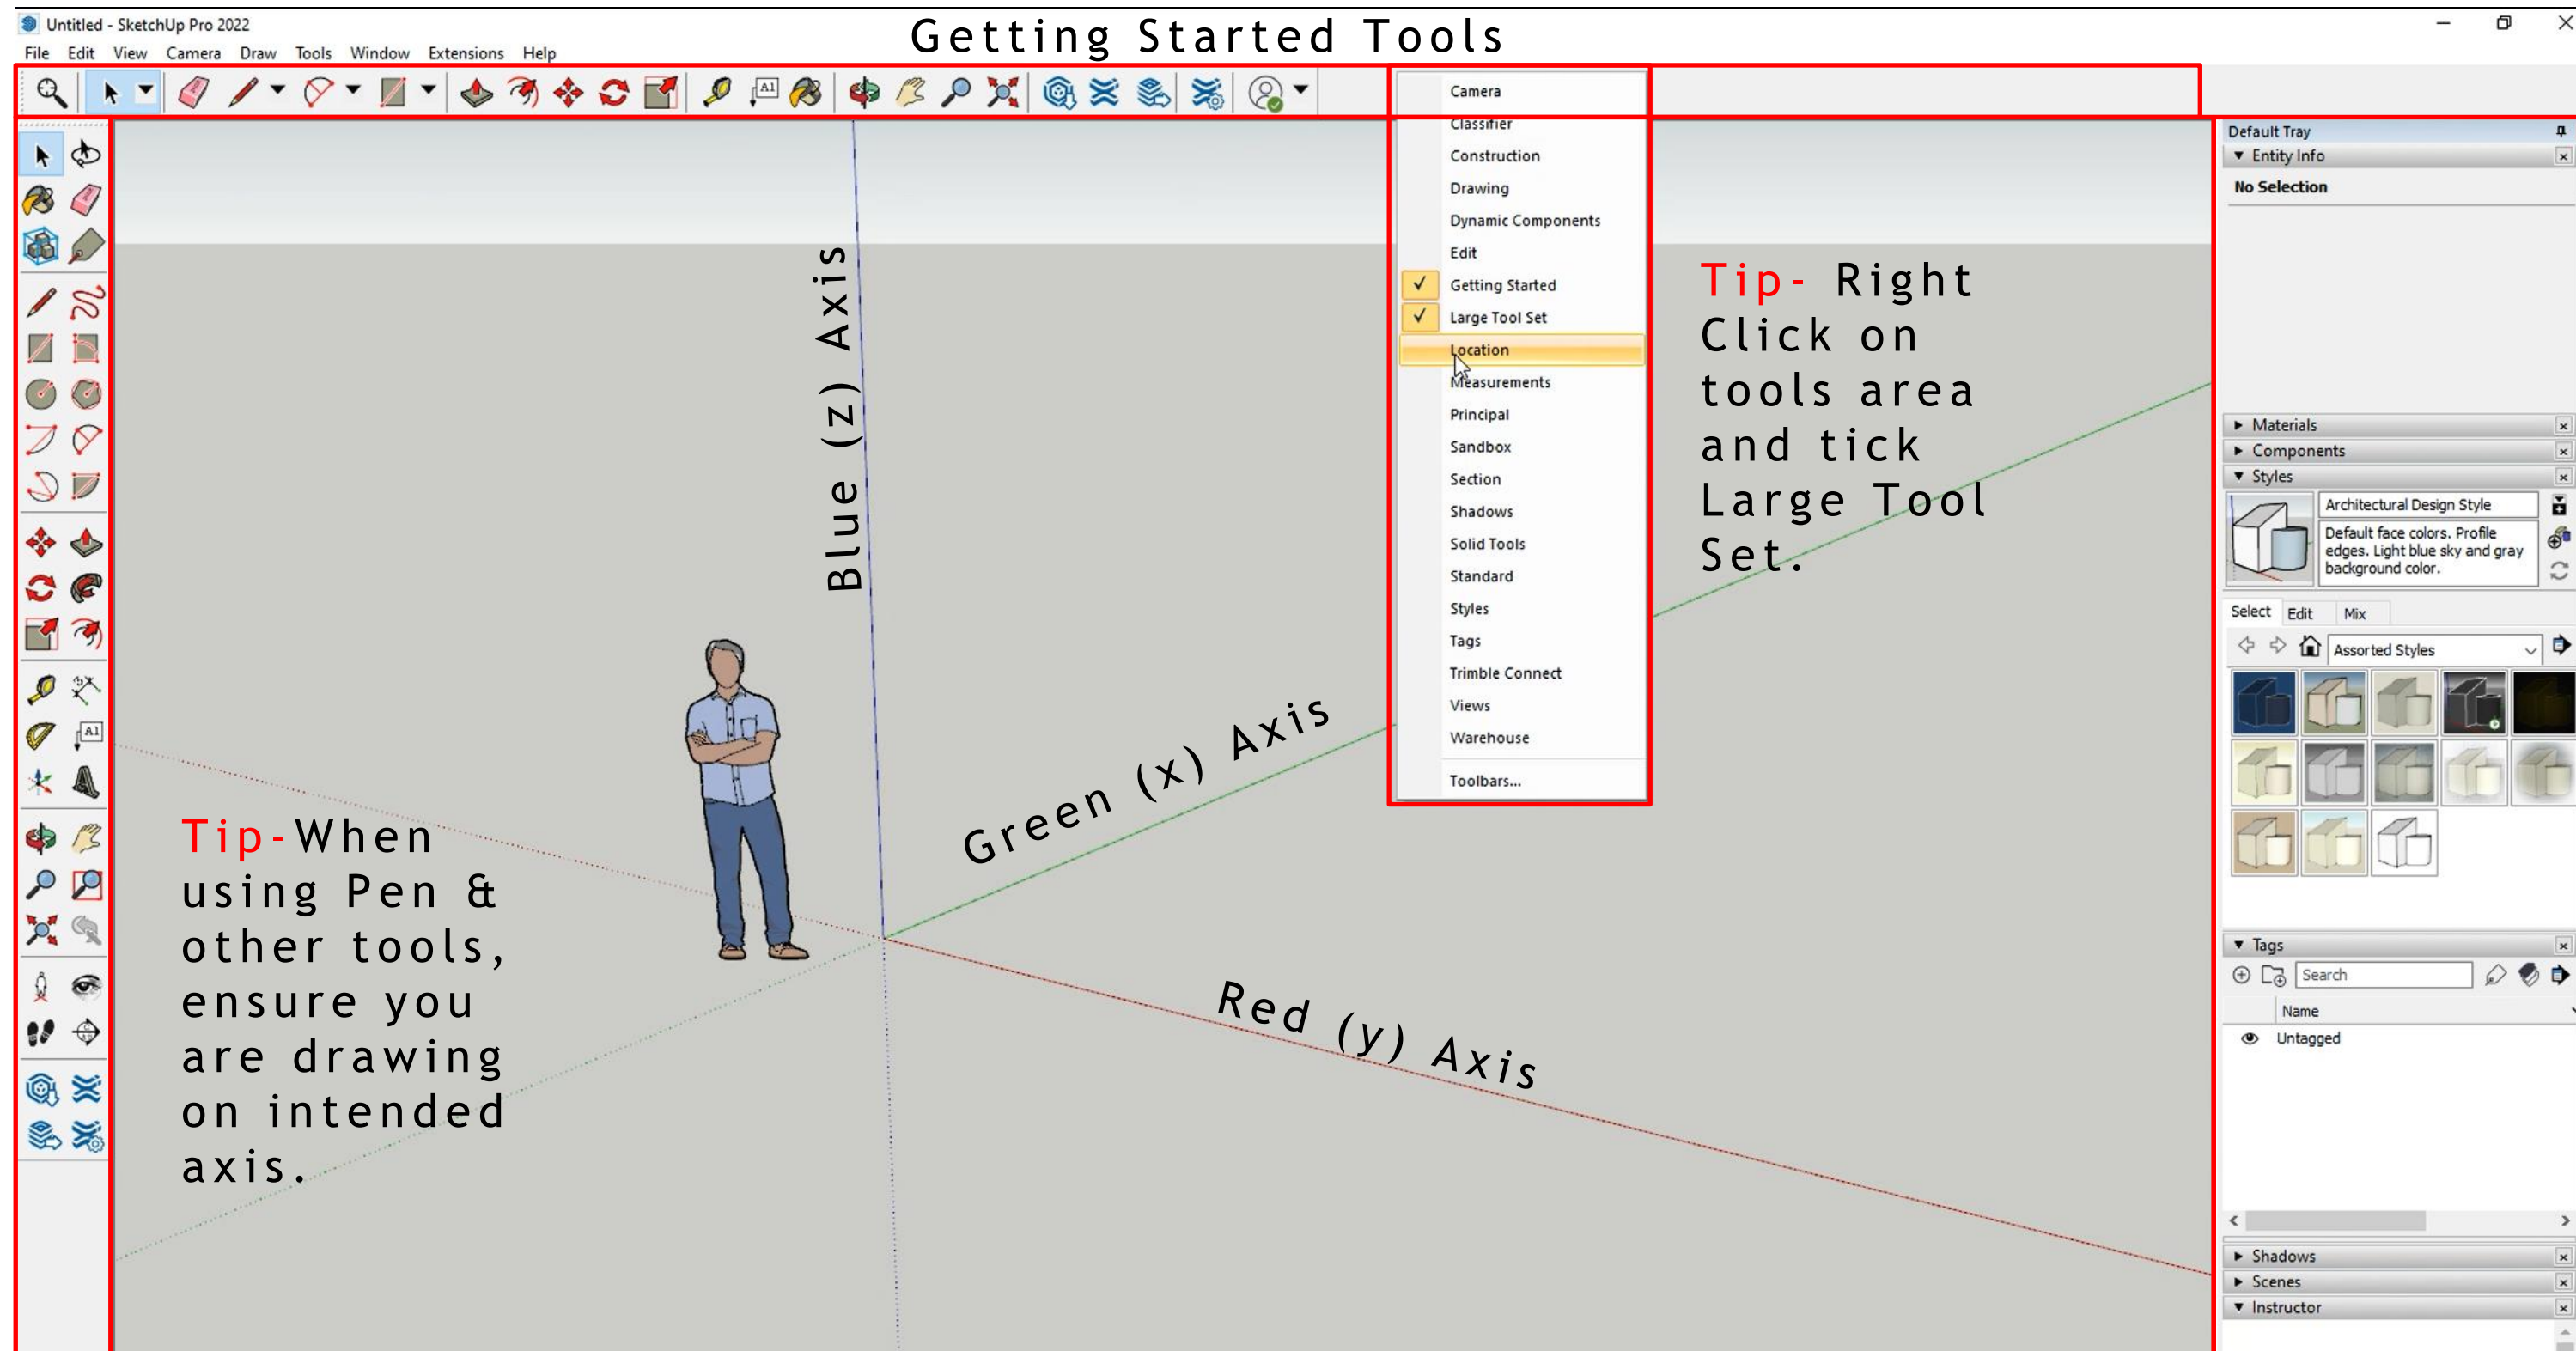 Untitled - SketchUp Pro 2022
Getting Started Tools
File Edit View Camera Draw Tools Window Extensions Help
A1
Camera
Classifier
Construction
Drawing
Dynamic Components
Edit
Getting Started
Large Tool Set
Location
Measurements
Principal
Sandbox
Section
Shadows
Solid Tools
Standard
Styles
Tags
Trimble Connect
Views
Warehouse
Toolbars...
Tip- Right
Click on
tools area
and tick
Large Tool
Set.
Blue (z) Axis
Green (x) Axis
Red (y) Axis
A1
Tip-When
using Pen &
other tools,
ensure you
are drawing
on intended
axis.
Default Tray
Entity Info
No Selection
Materials
Components
Styles
Architectural Design Style
Default face colors. Profile
edges. Light blue sky and gray
background color.
Select Edit Mix
Assorted Styles
Tags
Search
Name
Untagged
Shadows
Scenes
Instructor